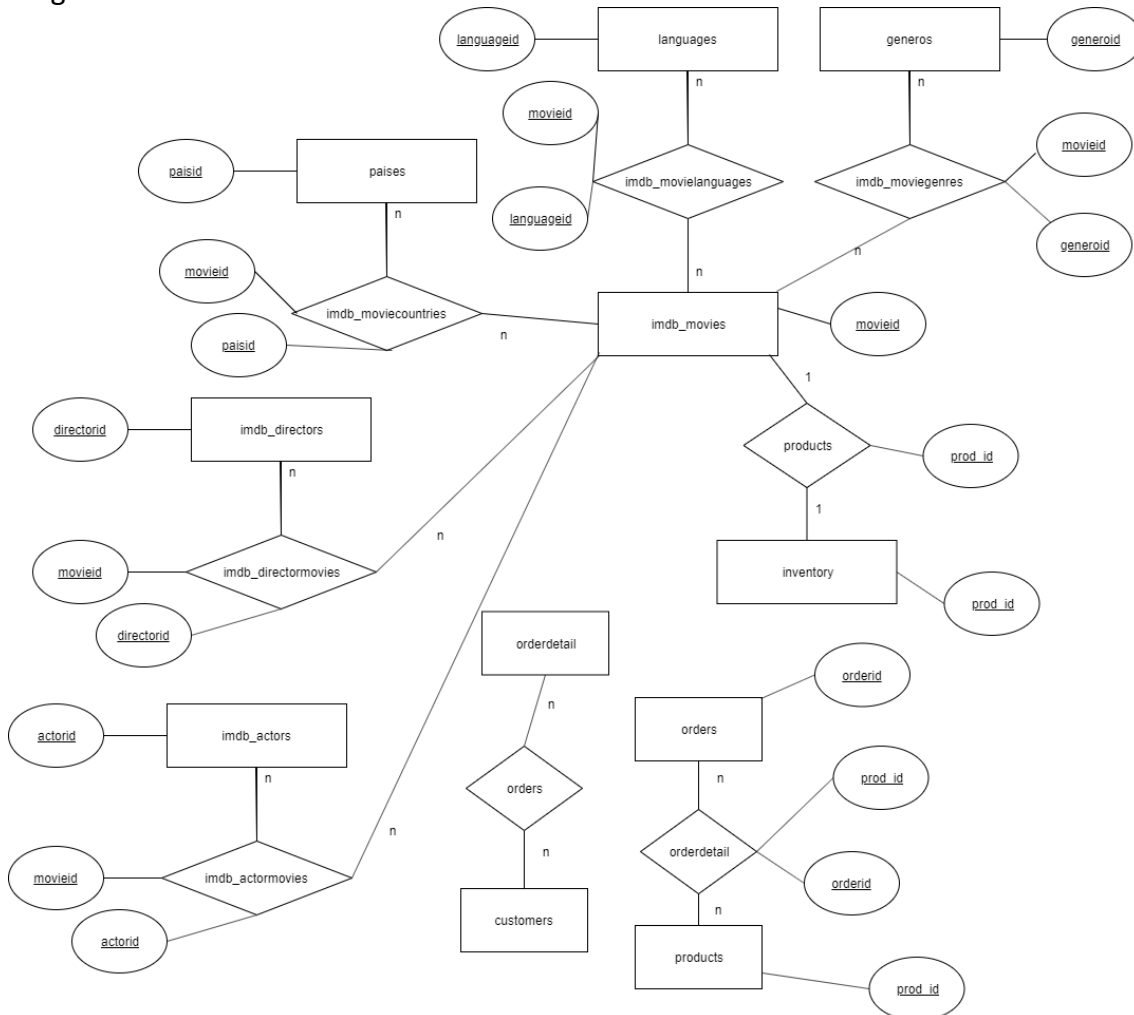 languageid
languages
generos
generoid
n
n
movieid
movieid
paisid
paises
imdb_movielanguages
imdb_moviegenres
n
languageid
generoid
n
movieid
n
imdb_moviecountries
imdb_movies
movieid
n
paisid
1
directorid
imdb_directors
products
prod_id
n
1
n
movieid
imdb_directormovies
inventory
prod_id
directorid
orderdetail
orderid
n
actorid
imdb_actors
orders
n
n
prod_id
orders
n
orderdetail
movieid
imdb_actormovies
n
orderid
customers
n
actorid
products
prod_id